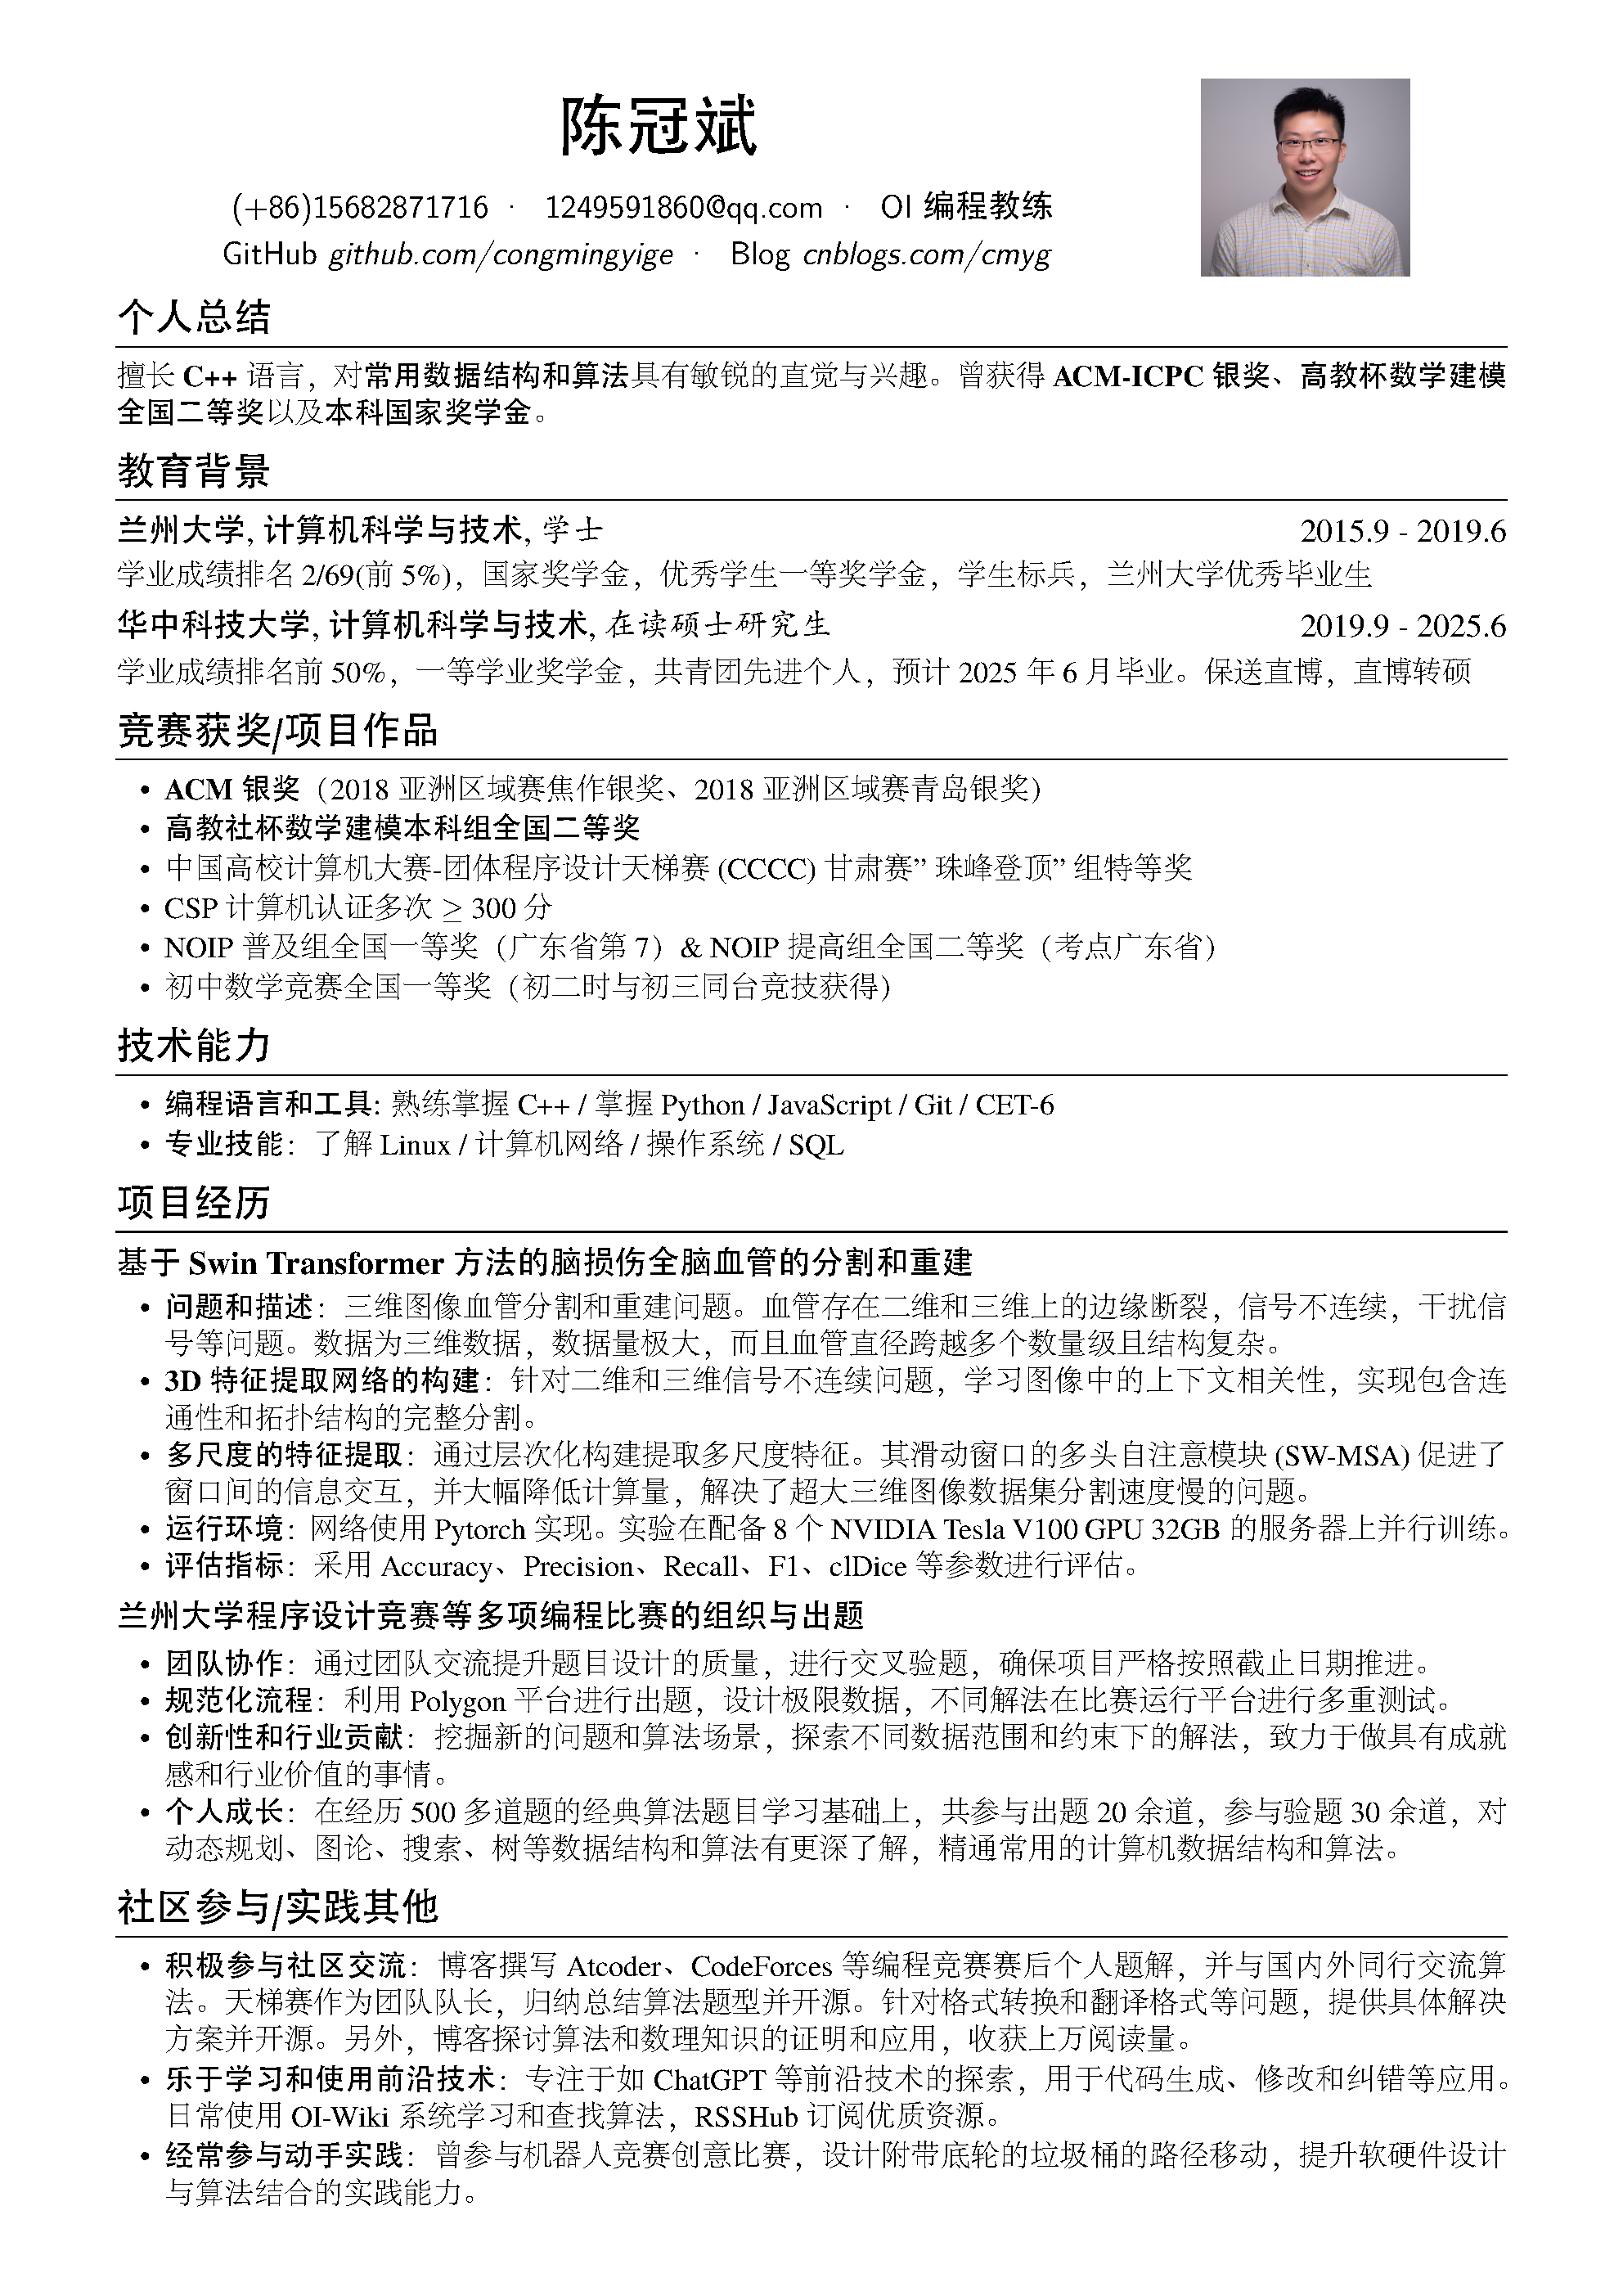 陈冠斌
(+86)15682871716 · 1249591860@qq.com · OI 编程教练
GitHub github.com/congmingyige · Blog cnblogs.com/cmyg
个人总结
擅长 C++ 语言，对常用数据结构和算法具有敏锐的直觉与兴趣。曾获得 ACM-ICPC 银奖、高教杯数学建模
全国二等奖以及本科国家奖学金。
教育背景
兰州大学, 计算机科学与技术, 学士 2015.9 - 2019.6
学业成绩排名 2/69(前 5%)，国家奖学金，优秀学生一等奖学金，学生标兵，兰州大学优秀毕业生
华中科技大学, 计算机科学与技术, 在读硕士研究生 2019.9 - 2025.6
学业成绩排名前 50%，一等学业奖学金，共青团先进个人，预计 2025 年 6 月毕业。保送直博，直博转硕
竞赛获奖/项目作品
• ACM 银奖（2018 亚洲区域赛焦作银奖、2018 亚洲区域赛青岛银奖）
• 高教社杯数学建模本科组全国二等奖
• 中国高校计算机大赛-团体程序设计天梯赛 (CCCC) 甘肃赛” 珠峰登顶” 组特等奖
• CSP 计算机认证多次 ≥ 300 分
• NOIP 普及组全国一等奖（广东省第 7）& NOIP 提高组全国二等奖（考点广东省）
• 初中数学竞赛全国一等奖（初二时与初三同台竞技获得）
技术能力
• 编程语言和工具: 熟练掌握 C++ / 掌握 Python / JavaScript / Git / CET-6
• 专业技能：了解 Linux / 计算机网络 / 操作系统 / SQL
项目经历
基于 Swin Transformer 方法的脑损伤全脑血管的分割和重建
• 问题和描述：三维图像血管分割和重建问题。血管存在二维和三维上的边缘断裂，信号不连续，干扰信
号等问题。数据为三维数据，数据量极大，而且血管直径跨越多个数量级且结构复杂。
• 3D 特征提取网络的构建：针对二维和三维信号不连续问题，学习图像中的上下文相关性，实现包含连
通性和拓扑结构的完整分割。
• 多尺度的特征提取：通过层次化构建提取多尺度特征。其滑动窗口的多头自注意模块 (SW-MSA) 促进了
窗口间的信息交互，并大幅降低计算量，解决了超大三维图像数据集分割速度慢的问题。
• 运行环境：网络使用 Pytorch 实现。实验在配备 8 个 NVIDIA Tesla V100 GPU 32GB 的服务器上并行训练。
• 评估指标：采用 Accuracy、Precision、Recall、F1、clDice 等参数进行评估。
兰州大学程序设计竞赛等多项编程比赛的组织与出题
• 团队协作：通过团队交流提升题目设计的质量，进行交叉验题，确保项目严格按照截止日期推进。
• 规范化流程：利用 Polygon 平台进行出题，设计极限数据，不同解法在比赛运行平台进行多重测试。
• 创新性和行业贡献：挖掘新的问题和算法场景，探索不同数据范围和约束下的解法，致力于做具有成就
感和行业价值的事情。
• 个人成长：在经历 500 多道题的经典算法题目学习基础上，共参与出题 20 余道，参与验题 30 余道，对
动态规划、图论、搜索、树等数据结构和算法有更深了解，精通常用的计算机数据结构和算法。
社区参与/实践其他
• 积极参与社区交流：博客撰写 Atcoder、CodeForces 等编程竞赛赛后个人题解，并与国内外同行交流算
法。天梯赛作为团队队长，归纳总结算法题型并开源。针对格式转换和翻译格式等问题，提供具体解决
方案并开源。另外，博客探讨算法和数理知识的证明和应用，收获上万阅读量。
• 乐于学习和使用前沿技术：专注于如 ChatGPT 等前沿技术的探索，用于代码生成、修改和纠错等应用。
日常使用 OI-Wiki 系统学习和查找算法，RSSHub 订阅优质资源。
• 经常参与动手实践：曾参与机器人竞赛创意比赛，设计附带底轮的垃圾桶的路径移动，提升软硬件设计
与算法结合的实践能力。